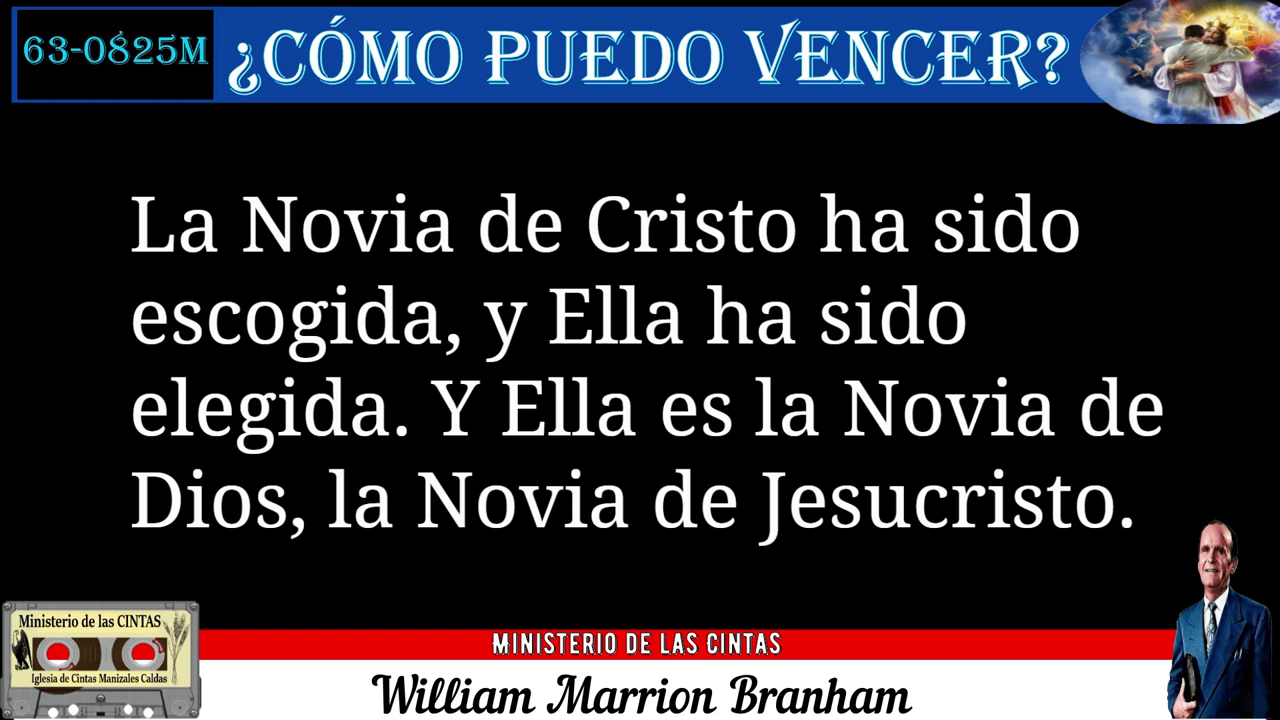 63-0825M
¿CÓMO PUEDO VENCER?
La Novia de Cristo ha sido
escogida, y Ella ha sido
elegida. Y Ella es la Novia de
Dios, la Novia de Jesucristo.
Ministerio de las CINTAS
Iglesia de Cintas Manizales Caldas
MINISTERIO DE LAS CINTAS
William Marrion Branham